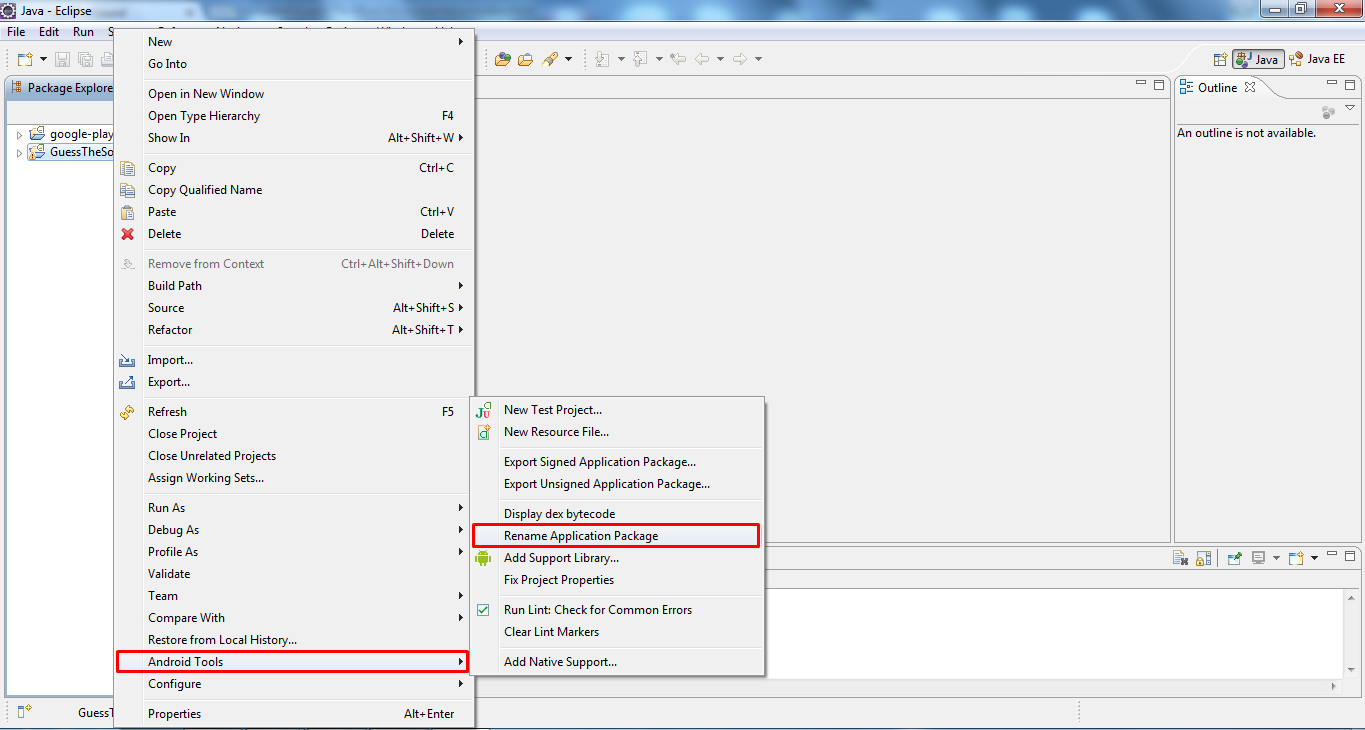 Java - Eclipse
File Edit Run
Java Java EE
Package Explore
Outline
An outline is not available.
google-play
GuessTheSo
New
Go Into
Open in New Window
Open Type Hierarchy F4
Show In Alt+Shift+W
Copy Ctrl+C
Copy Qualified Name
Paste Ctrl+V
Delete Delete
Remove from Context Ctrl+Alt+Shift+Down
Build Path
Source Alt+Shift+S
Refactor Alt+Shift+T
Import...
Export...
Refresh F5
Close Project
Close Unrelated Projects
Assign Working Sets...
Run As
Debug As
Profile As
Validate
Team
Compare With
Restore from Local History...
Android Tools
Configure
Properties Alt+Enter
New Test Project...
New Resource File...
Export Signed Application Package...
Export Unsigned Application Package...
Display dex bytecode
Rename Application Package
Add Support Library...
Fix Project Properties
Run Lint: Check for Common Errors
Clear Lint Markers
Add Native Support...
GuessT